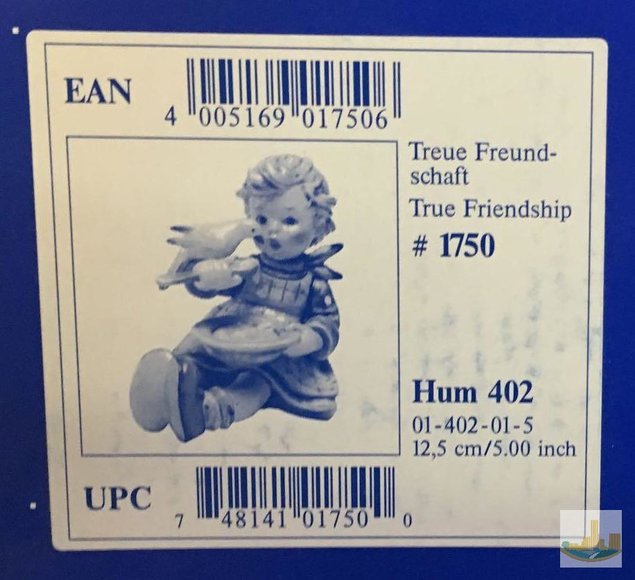 EAN
4 005169 017506
Treue Freund-
schaft
True Friendship
# 1750
Hum 402
01-402-01-5
12,5 cm/5.00 inch
UPC
7 48141 01750 0